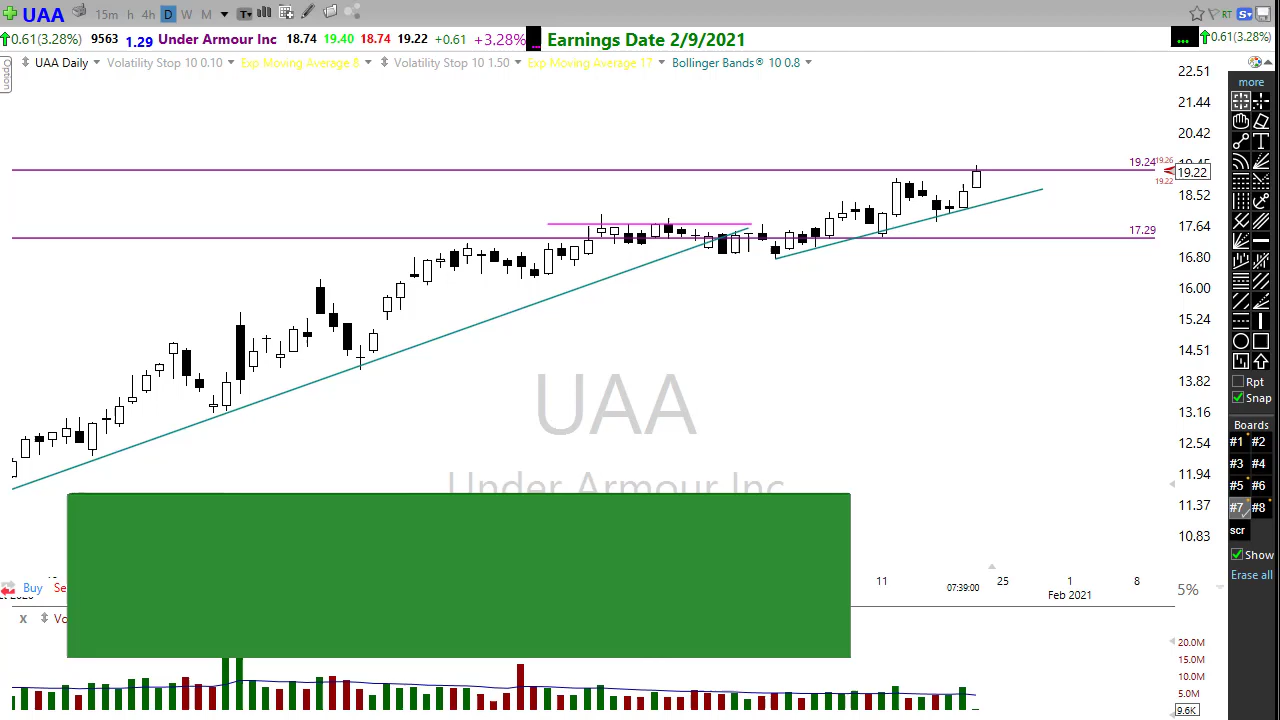 UAA 15m h 4h D W M T RT S
0.61(3.28%) 9563 1.29 Under Armour Inc 18.74 19.40 18.74 19.22 +0.61 +3.28% ... Earnings Date 2/9/2021 ... 0.61(3.28%)
UAA Daily Volatility Stop 10 0.10 Exp Moving Average 8 Volatility Stop 10 1.50 Exp Moving Average 17 Bollinger Bands® 10 0.8
Option
22.51
more
21.44
20.42
19.24 19.26
19.22
19.22
18.52
17.64
17.29
16.80
16.00
15.24
14.51
13.82
Rpt
Snap
13.16
Boards
12.54
#1 #2
#3 #4
11.94
#5 #6
11.37
#7 #8
10.83
scr
Show
Erase all
UAA
Under Armour Inc
Buy
11 07:39:00 25 1 8
Feb 2021
5%
X
20.0M
15.0M
10.0M
5.0M
9.6K